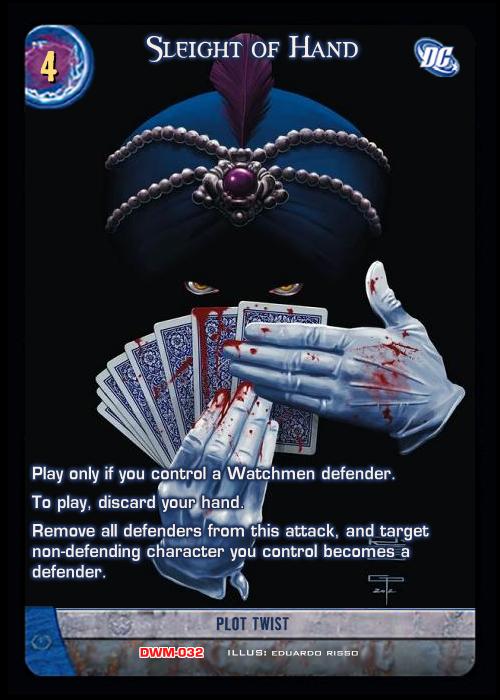 4
Sleight of Hand
DC
Play only if you control a Watchmen defender.
To play, discard your hand.
Remove all defenders from this attack, and target
non-defending character you control becomes a
defender.
PLOT TWIST
DWM-032 ILLUS: EDUARDO RISSO